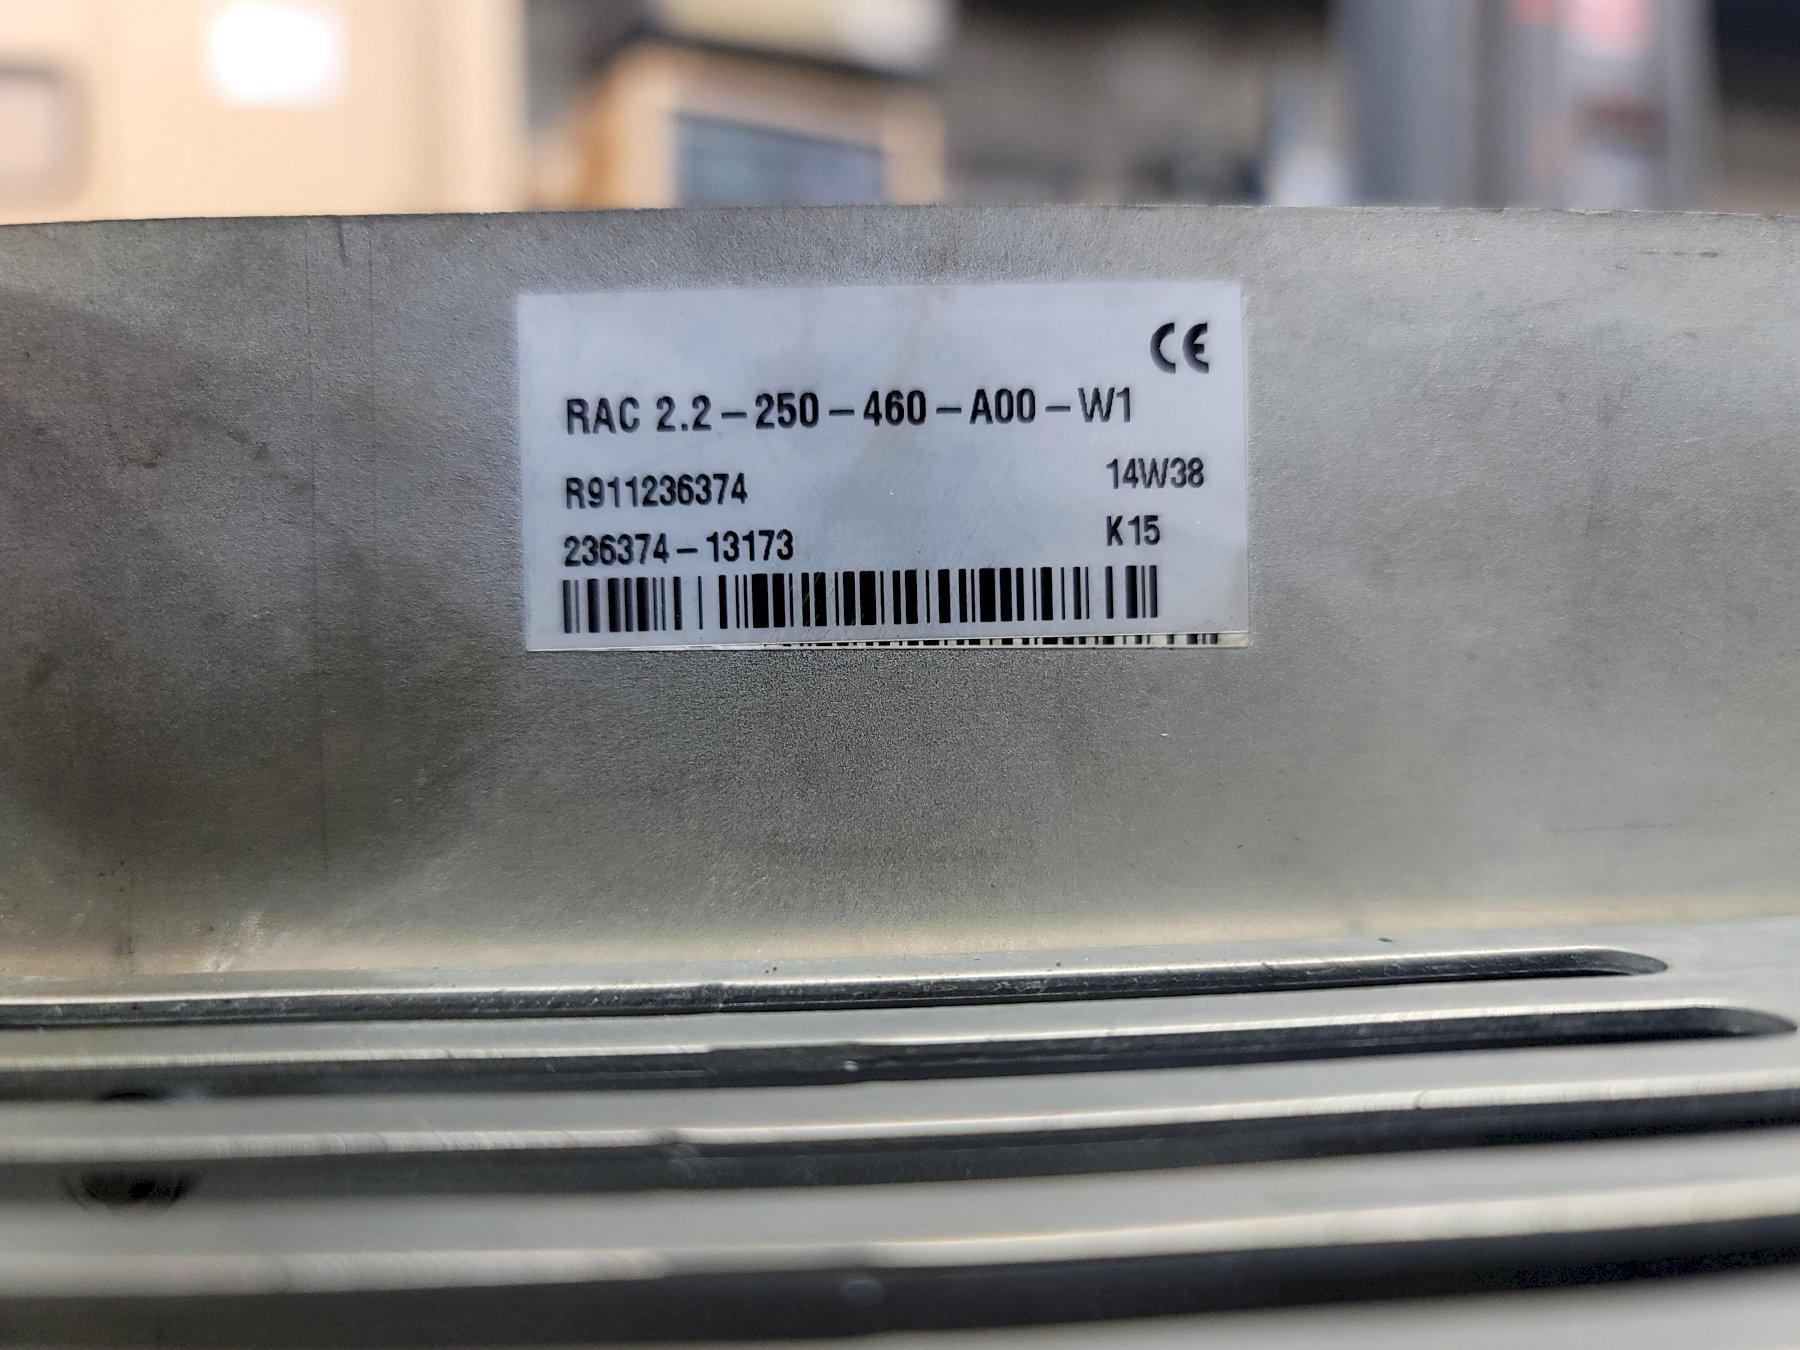 CE
RAC 2.2-250-460-A00-W1
R911236374 14W38
236374-13173 K15